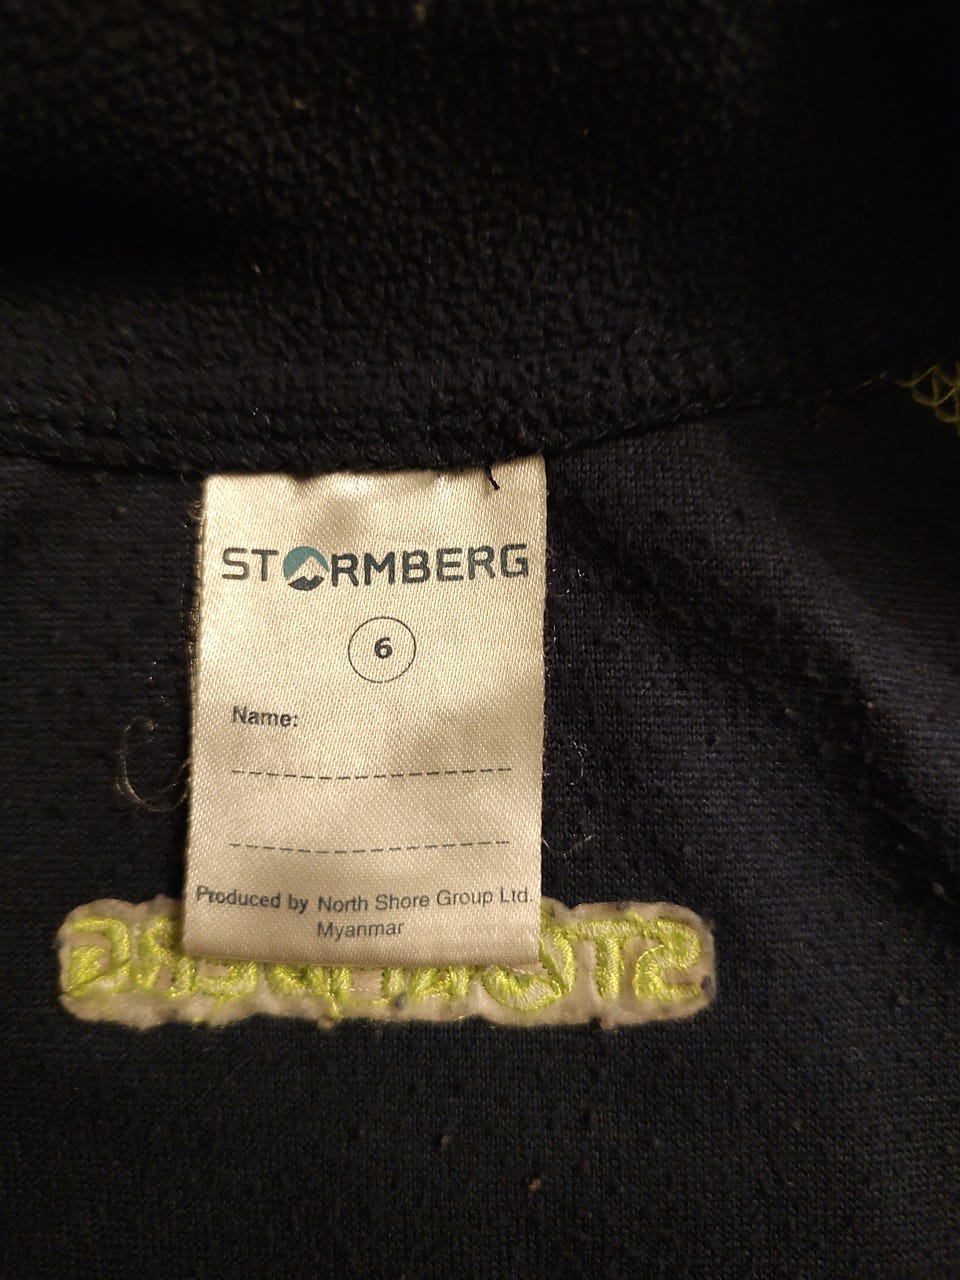 STORMBERG
6
Name:
Produced by North Shore Group Ltd.
Myanmar